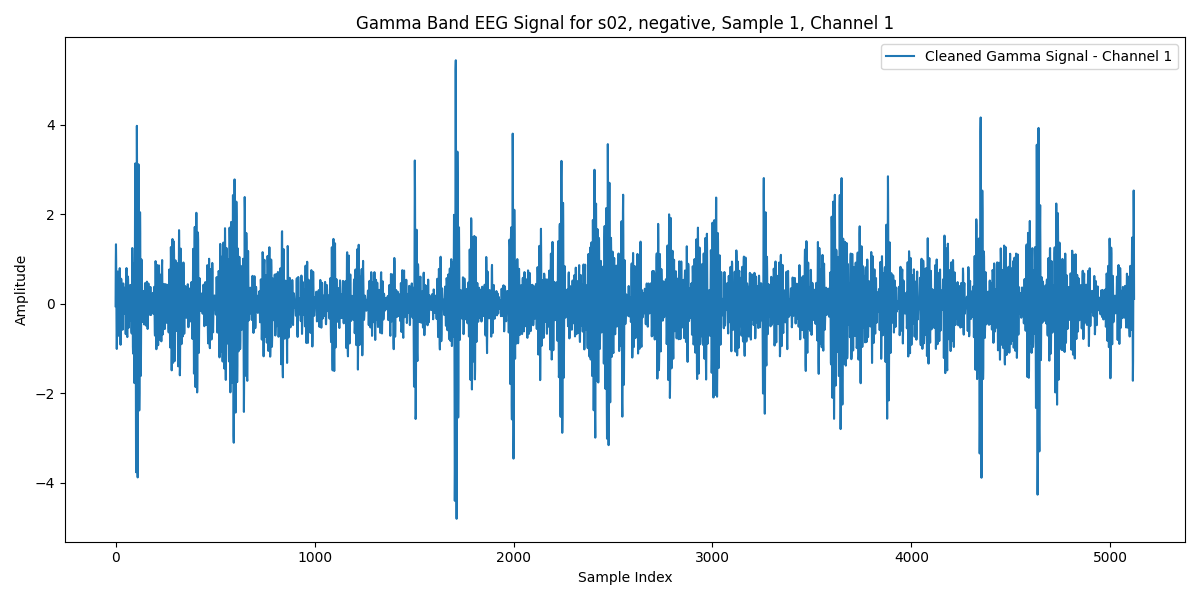 Gamma Band EEG Signal for s02, negative, Sample 1, Channel 1
Cleaned Gamma Signal - Channel 1
Amplitude
4
2
0
−2
−4
0 1000 2000 3000 4000 5000
Sample Index